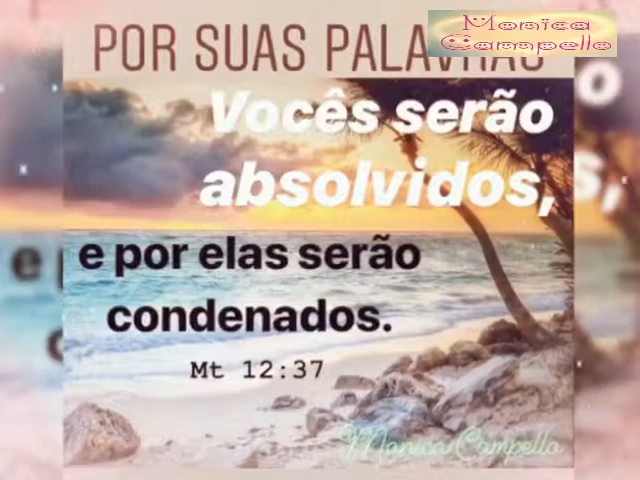 Monica
Campello
POR SUAS PALAVRAS
Vocês serão
absolvidos,
e por elas serão
condenados.
Mt 12:37
Monica Campello